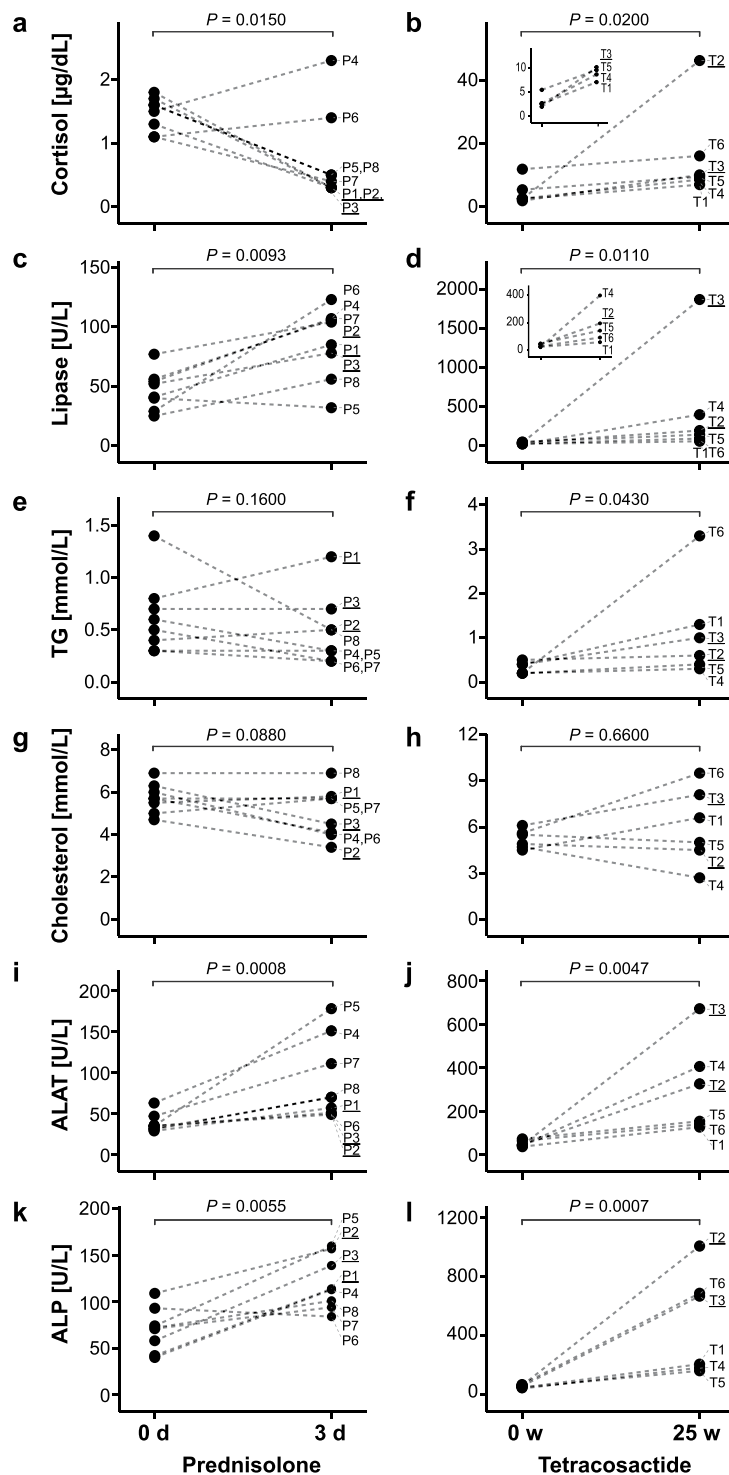 a
P = 0.0150
Cortisol [µg/dL]
2
1
0
P4
P6
P5,P8
P7
P1,P2,
P3
b
P = 0.0200
40
20
0
10
5
0
T3
T5
T4
T1
T2
T6
T3
T5
T4
T1
c
P = 0.0093
Lipase [U/L]
150
100
50
0
P6
P4
P7
P2
P1
P3
P8
P5
d
P = 0.0110
2000
1500
1000
500
0
400
200
0
T4
T2
T5
T6
T1
T3
T4
T2
T5
T1T6
e
P = 0.1600
TG [mmol/L]
1.5
1.0
0.5
0.0
P1
P3
P2
P8
P4,P5
P6,P7
f
P = 0.0430
4
3
2
1
0
T6
T1
T3
T2
T5
T4
g
P = 0.0880
Cholesterol [mmol/L]
8
6
4
2
0
P8
P1
P5,P7
P3
P4,P6
P2
h
P = 0.6600
12
9
6
3
0
T6
T3
T1
T5
T2
T4
i
P = 0.0008
ALAT [U/L]
200
150
100
50
0
P5
P4
P7
P8
P1
P6
P3
P2
j
P = 0.0047
800
600
400
200
0
T3
T4
T2
T5
T6
T1
k
P = 0.0055
ALP [U/L]
200
150
100
50
0
P5
P2
P3
P1
P4
P8
P7
P6
0 d
3 d
Prednisolone
l
P = 0.0007
1200
800
400
0
T2
T6
T3
T1
T4
T5
0 w
25 w
Tetracosactide